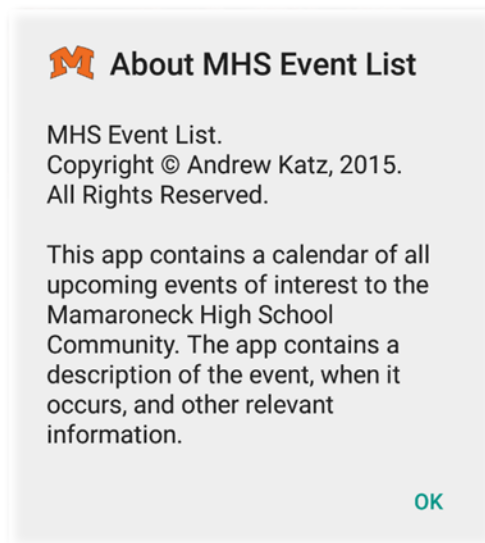 M About MHS Event List
MHS Event List.
Copyright © Andrew Katz, 2015.
All Rights Reserved.
This app contains a calendar of all
upcoming events of interest to the
Mamaroneck High School
Community. The app contains a
description of the event, when it
occurs, and other relevant
information.
OK